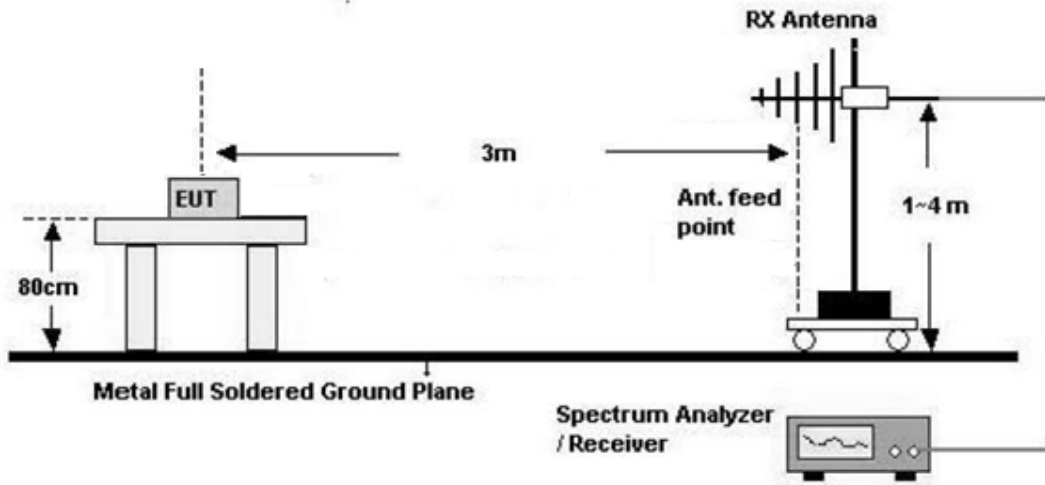 RX Antenna
3m
EUT
Ant. feed
point
1~4 m
80cm
Metal Full Soldered Ground Plane
Spectrum Analyzer
/ Receiver